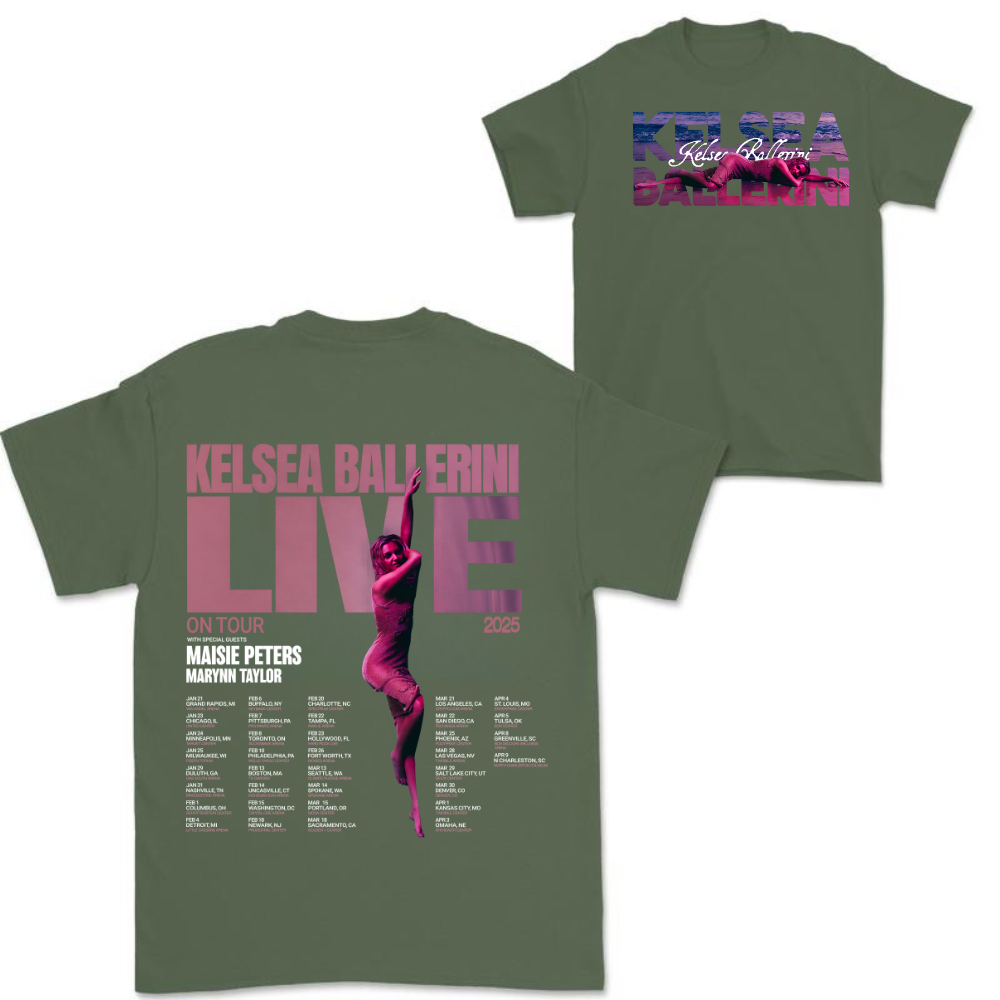 KELSEA
Kelsea Ballerini
BALLERINI
KELSEA BALLERINI
LIVE
ON TOUR
2025
WITH SPECIAL GUESTS
MAISIE PETERS
MARYNN TAYLOR
JAN 21
GRAND RAPIDS, MI
JAN 23
CHICAGO, IL
JAN 24
MINNEAPOLIS, MN
JAN 25
MILWAUKEE, WI
JAN 29
DULUTH, GA
JAN 31
NASHVILLE, TN
FEB 1
COLUMBUS, OH
FEB 4
DETROIT, MI
FEB 6
BUFFALO, NY
FEB 7
PITTSBURGH, PA
FEB 8
TORONTO, ON
FEB 10
PHILADELPHIA, PA
FEB 13
BOSTON, MA
FEB 14
UNCASVILLE, CT
FEB 15
WASHINGTON, DC
FEB 18
NEWARK, NJ
FEB 20
CHARLOTTE, NC
FEB 22
TAMPA, FL
FEB 23
HOLLYWOOD, FL
FEB 26
FORT WORTH, TX
MAR 13
SEATTLE, WA
MAR 14
SPOKANE, WA
MAR 15
PORTLAND, OR
MAR 18
SACRAMENTO, CA
MAR 21
LOS ANGELES, CA
MAR 22
SAN DIEGO, CA
MAR 25
PHOENIX, AZ
MAR 28
LAS VEGAS, NV
MAR 29
SALT LAKE CITY, UT
MAR 30
DENVER, CO
APR 1
KANSAS CITY, MO
APR 3
OMAHA, NE
APR 4
ST. LOUIS, MO
APR 5
TULSA, OK
APR 8
GREENVILLE, SC
APR 9
N CHARLESTON, SC